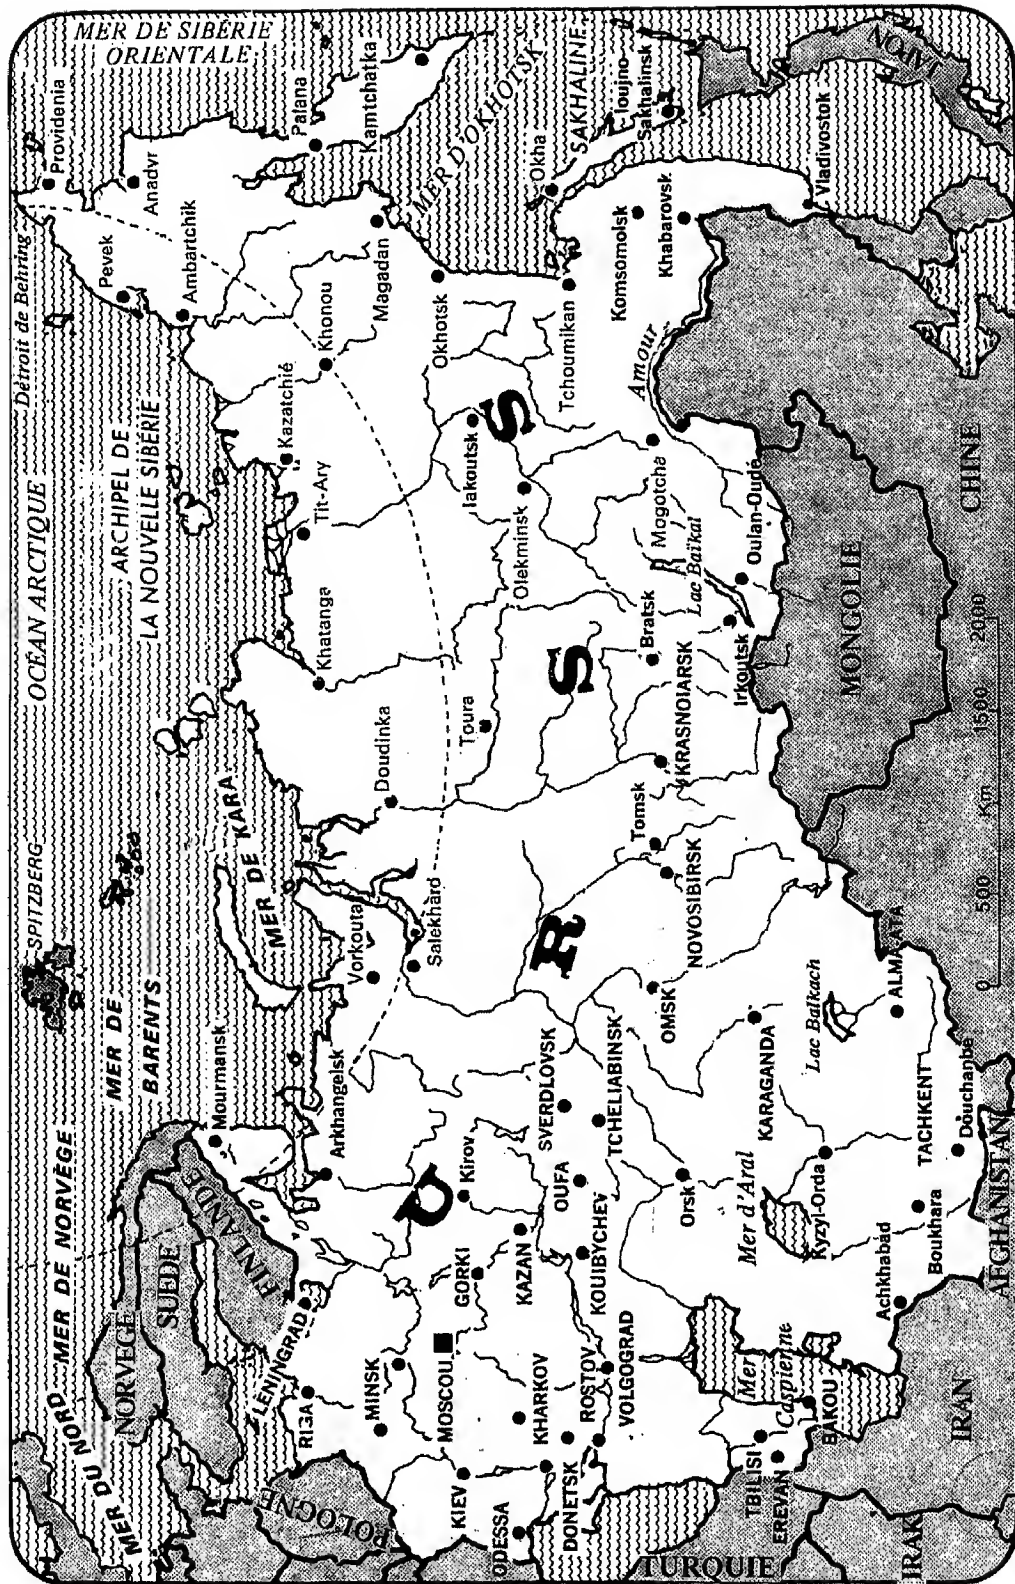 MER DU NORD
MER DE NORVÈGE
SPITZBERG
OCÉAN ARCTIQUE
Détroit de Behring
MER DE
BARENTS
ARCHIPEL DE
LA NOUVELLE SIBÉRIE
MER DE SIBÉRIE
ORIENTALE
MER DE KARA
MER D'OKHOTSK
NORVÈGE
SUEDE
FINLANDE
POLOGNE
U
R
S
S
Mourmansk
Arkhangelsk
Vorkouta
Salekhard
Doudinka
Khatanga
Tit-Ary
Kazatchié
Khonou
Ambartchik
Pevek
Providenia
Anadyr
Palana
Kamtchatka
Magadan
Okhotsk
Okha
SAKHALINE
Ioujno-
Sakhalinsk
LENINGRAD
RIGA
MINSK
MOSCOU
GORKI
Kirov
KAZAN
SVERDLOVSK
OUFA
TCHELIABINSK
KOUIBYCHEV
KIEV
ODESSA
KHARKOV
DONETSK
ROSTOV
VOLGOGRAD
Orsk
OMSK
NOVOSIBIRSK
Tomsk
KRASNOIARSK
Toura
Bratsk
Irkoutsk
Lac Baïkal
Oulan-Oudé
Mogotcha
Olekminsk
Iakoutsk
Tchoumikan
Amour
Komsomolsk
Khabarovsk
Vladivostok
JAPON
TBILISI
EREVAN
BAKOU
Mer
Caspienne
Mer d'Aral
Kyzyl-Orda
KARAGANDA
Lac Balkach
ALMA-ATA
TACHKENT
Douchanbé
Boukhara
Achkhabad
TURQUIE
IRAK
IRAN
AFGHANISTAN
MONGOLIE
CHINE
0 500 Km 1500 2000